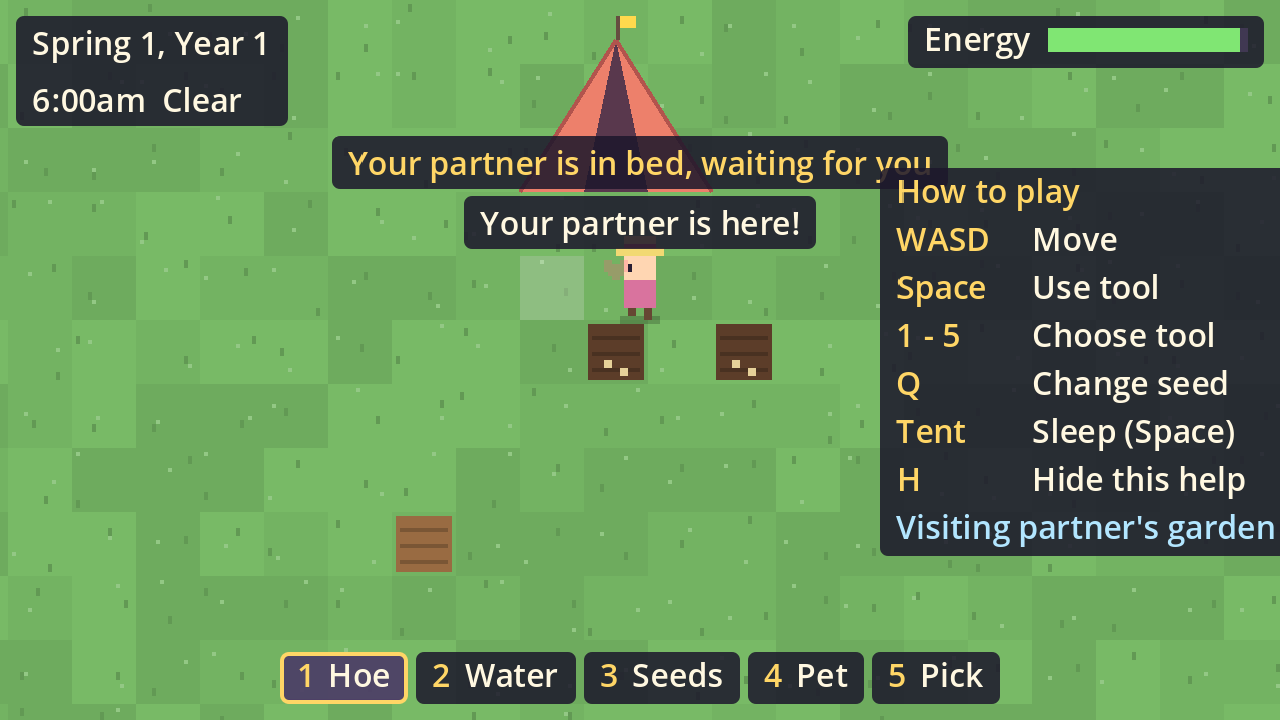 Spring 1, Year 1
6:00am Clear
Energy
Your partner is in bed, waiting for you
Your partner is here!
How to play
WASD Move
Space Use tool
1 - 5 Choose tool
Q Change seed
Tent Sleep (Space)
H Hide this help
Visiting partner's garden
1 Hoe
2 Water
3 Seeds
4 Pet
5 Pick